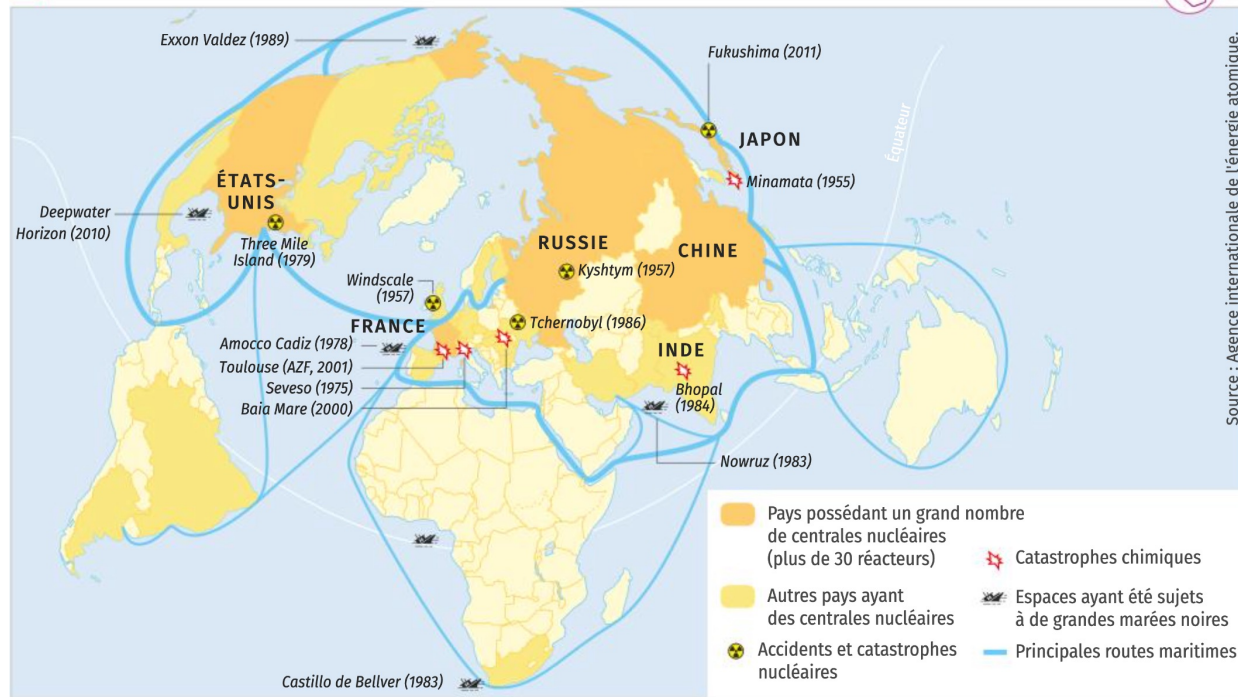 Exxon Valdez (1989)
Fukushima (2011)
Équateur
JAPON
Minamata (1955)
ÉTATS-
UNIS
Deepwater
Horizon (2010)
Three Mile
Island (1979)
RUSSIE
CHINE
Kyshtym (1957)
Windscale
(1957)
FRANCE
Tchernobyl (1986)
Amocco Cadiz (1978)
Toulouse (AZF, 2001)
Seveso (1975)
Baia Mare (2000)
INDE
Bhopal
(1984)
Nowruz (1983)
Castillo de Bellver (1983)
Pays possédant un grand nombre
de centrales nucléaires
(plus de 30 réacteurs)
Autres pays ayant
des centrales nucléaires
Accidents et catastrophes
nucléaires
Catastrophes chimiques
Espaces ayant été sujets
à de grandes marées noires
Principales routes maritimes
Source : Agence internationale de l'énergie atomique.